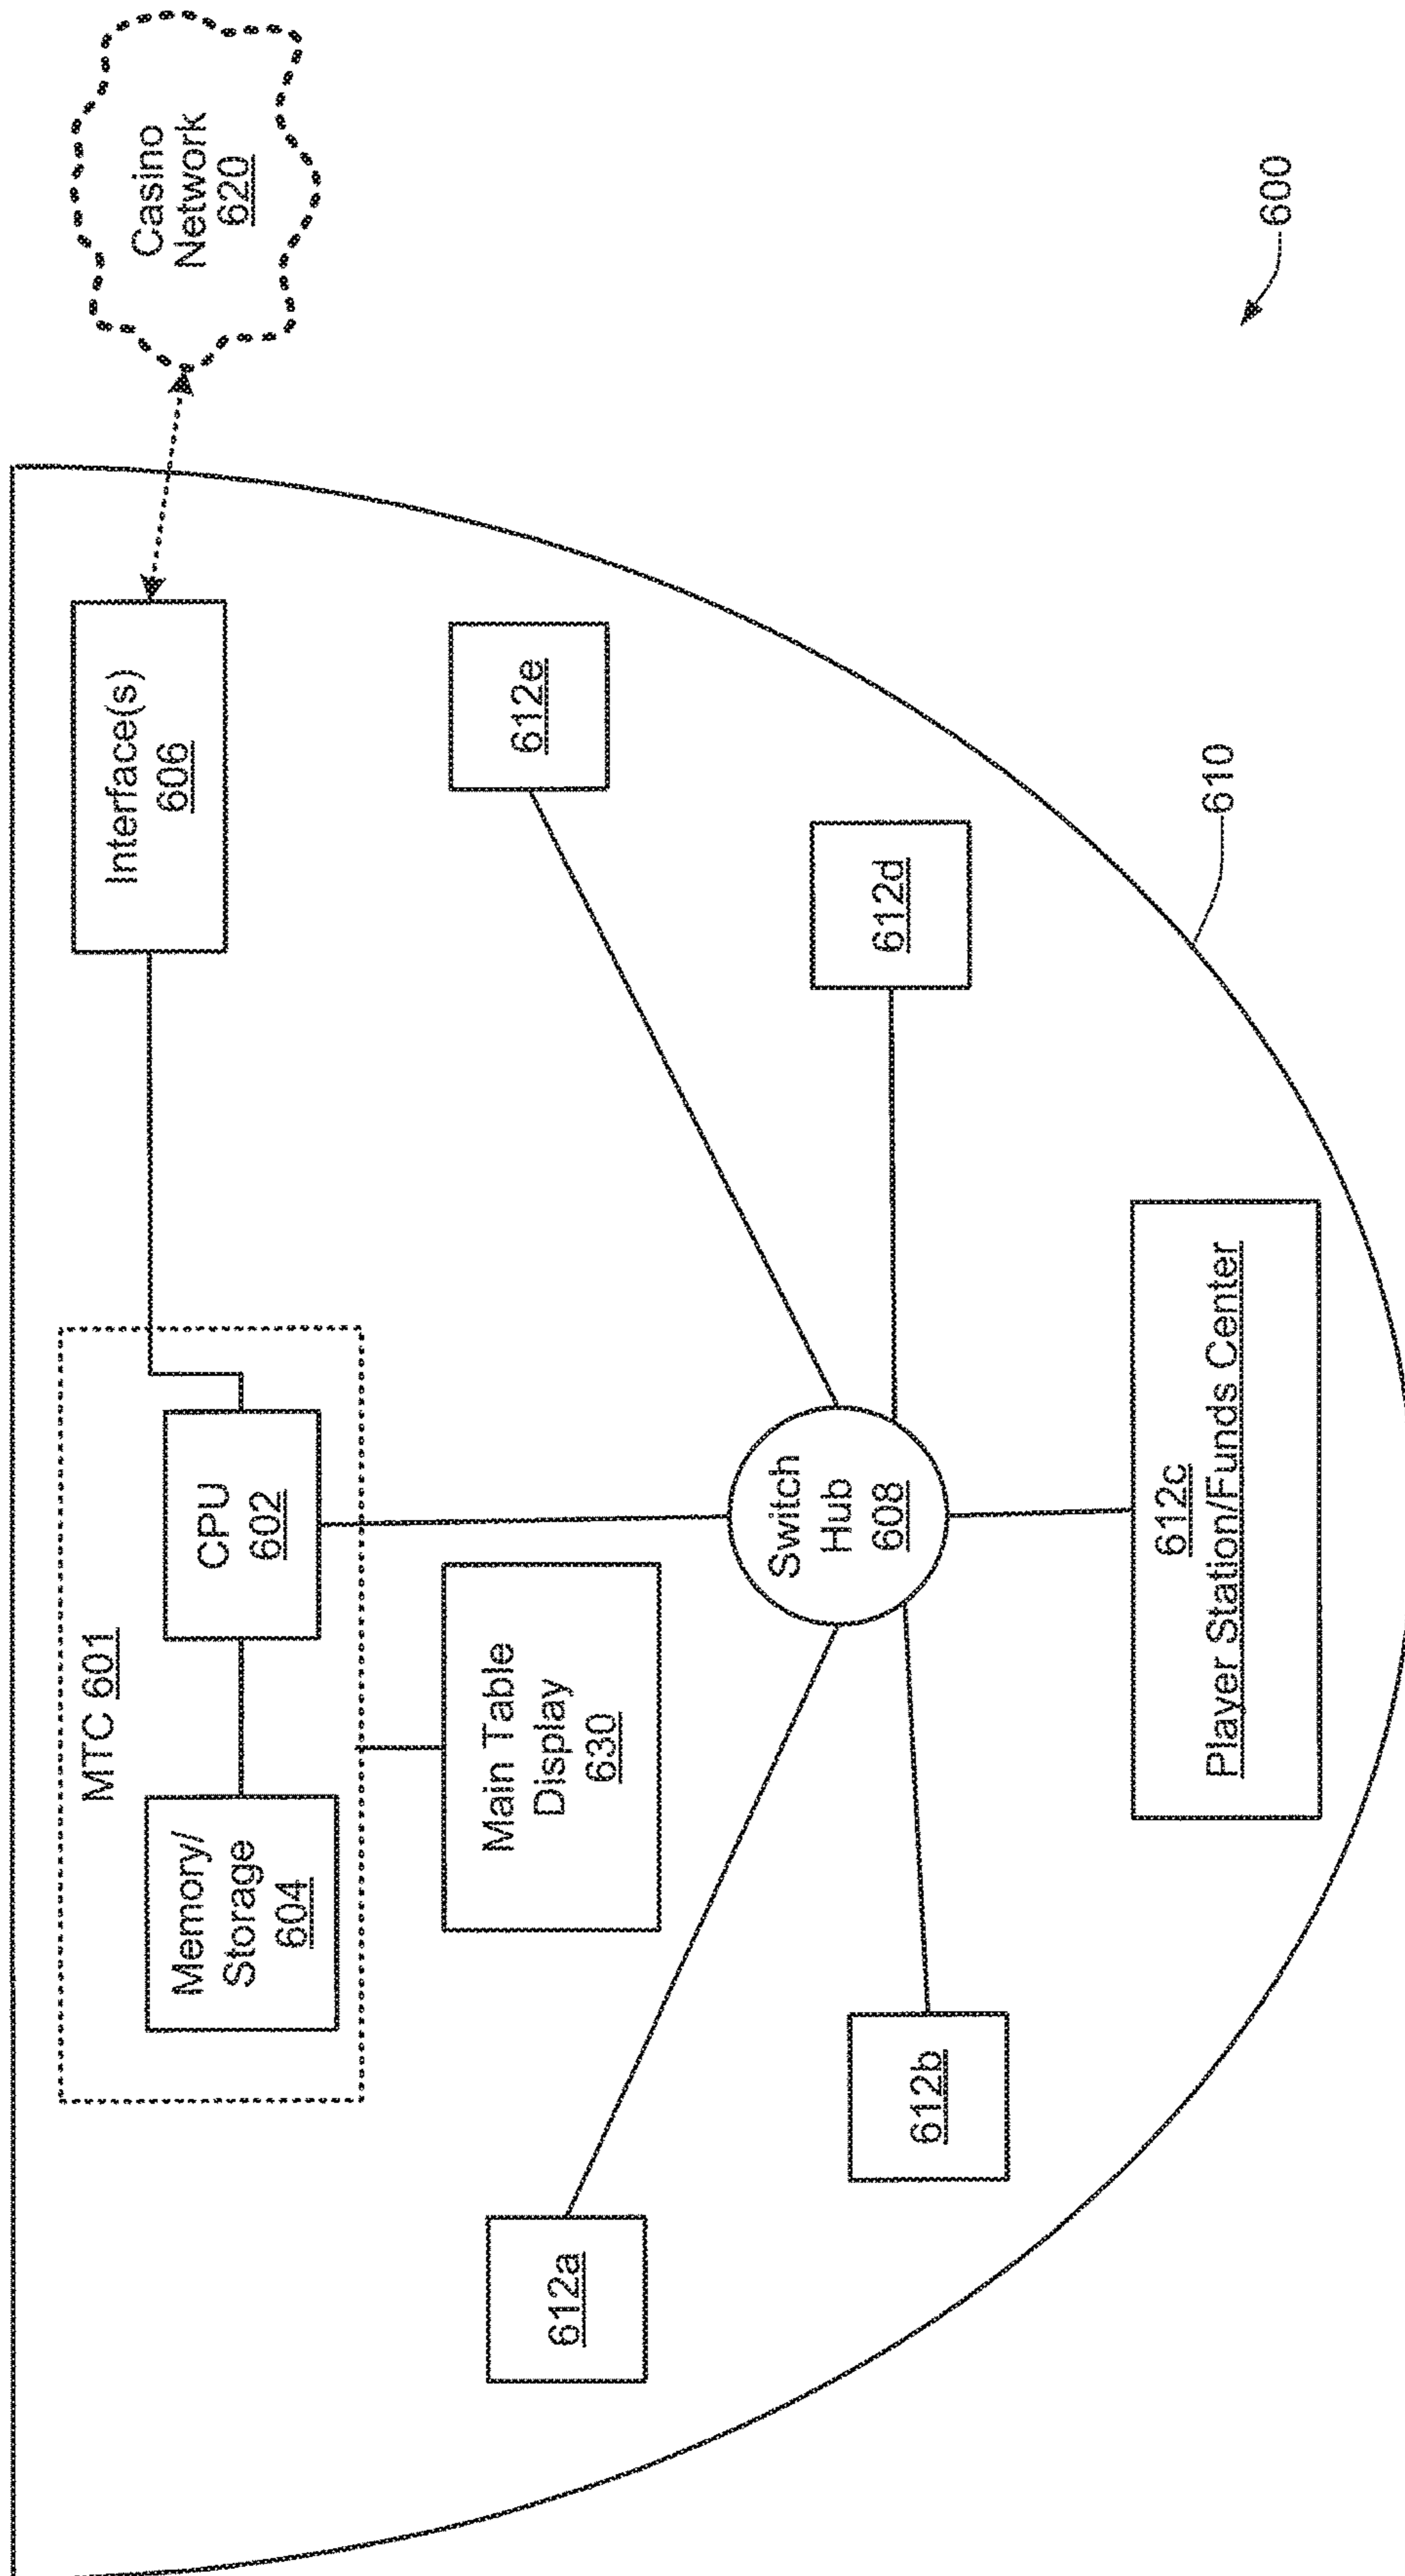 Casino
Network
620
MTC 601
Memory/
Storage
604
CPU
602
Interface(s)
606
Main Table
Display
630
612e
612a
Switch
Hub
608
612d
612b
612c
Player Station/Funds Center
610
600